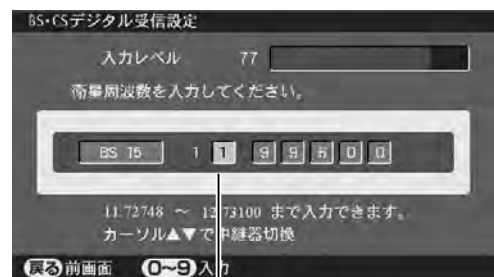 BS・CSデジタル受信設定
入力レベル 77
衛星周波数を入力してください。
BS 15 1 1 9 9 6 0 0
11.72748 ～ 12.73100 まで入力できます。
カーソル▲▼で中継器切換
戻る 前画面 0～9 入力